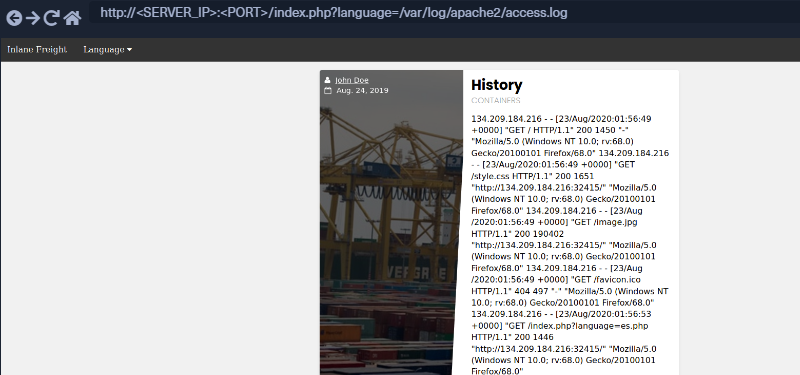 http://<SERVER_IP>:<PORT>/index.php?language=/var/log/apache2/access.log
Inlane Freight Language
John Doe
Aug. 24, 2019
EVERGRE
History
CONTAINERS
134.209.184.216 - - [23/Aug/2020:01:56:49
+0000] "GET / HTTP/1.1" 200 1450 "-"
"Mozilla/5.0 (Windows NT 10.0; rv:68.0)
Gecko/20100101 Firefox/68.0" 134.209.184.216
- - [23/Aug/2020:01:56:49 +0000] "GET
/style.css HTTP/1.1" 200 1651
"http://134.209.184.216:32415/" "Mozilla/5.0
(Windows NT 10.0; rv:68.0) Gecko/20100101
Firefox/68.0" 134.209.184.216 - - [23/Aug
/2020:01:56:49 +0000] "GET /image.jpg
HTTP/1.1" 200 190402
"http://134.209.184.216:32415/" "Mozilla/5.0
(Windows NT 10.0; rv:68.0) Gecko/20100101
Firefox/68.0" 134.209.184.216 - - [23/Aug
/2020:01:56:49 +0000] "GET /favicon.ico
HTTP/1.1" 404 497 "-" "Mozilla/5.0 (Windows NT
10.0; rv:68.0) Gecko/20100101 Firefox/68.0"
134.209.184.216 - - [23/Aug/2020:01:56:53
+0000] "GET /index.php?language=es.php
HTTP/1.1" 200 1446
"http://134.209.184.216:32415/" "Mozilla/5.0
(Windows NT 10.0; rv:68.0) Gecko/20100101
Firefox/68.0"